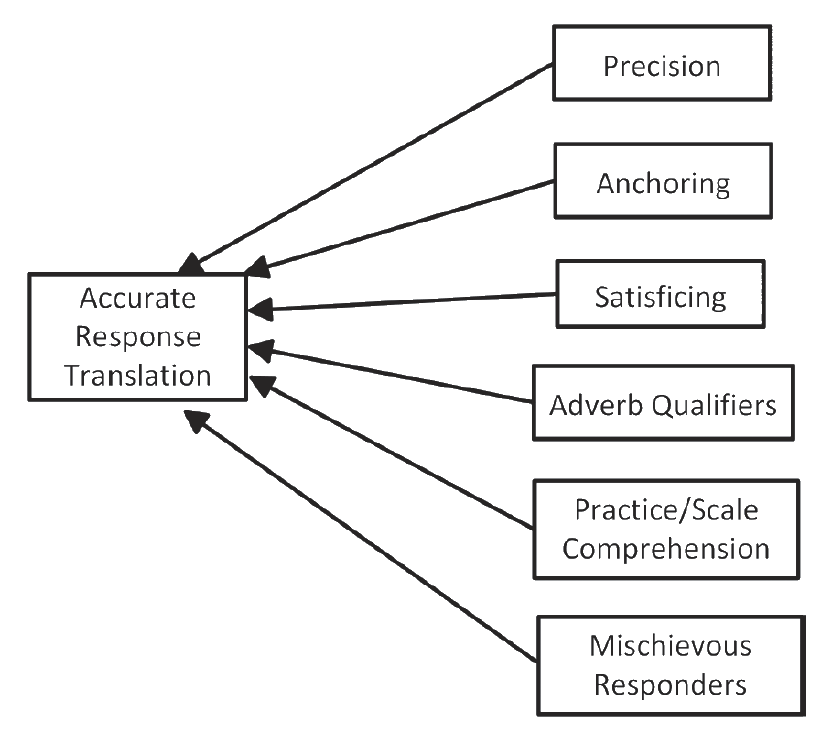 Precision
Anchoring
Satisficing
Accurate
Response
Translation
Adverb Qualifiers
Practice/Scale
Comprehension
Mischievous
Responders